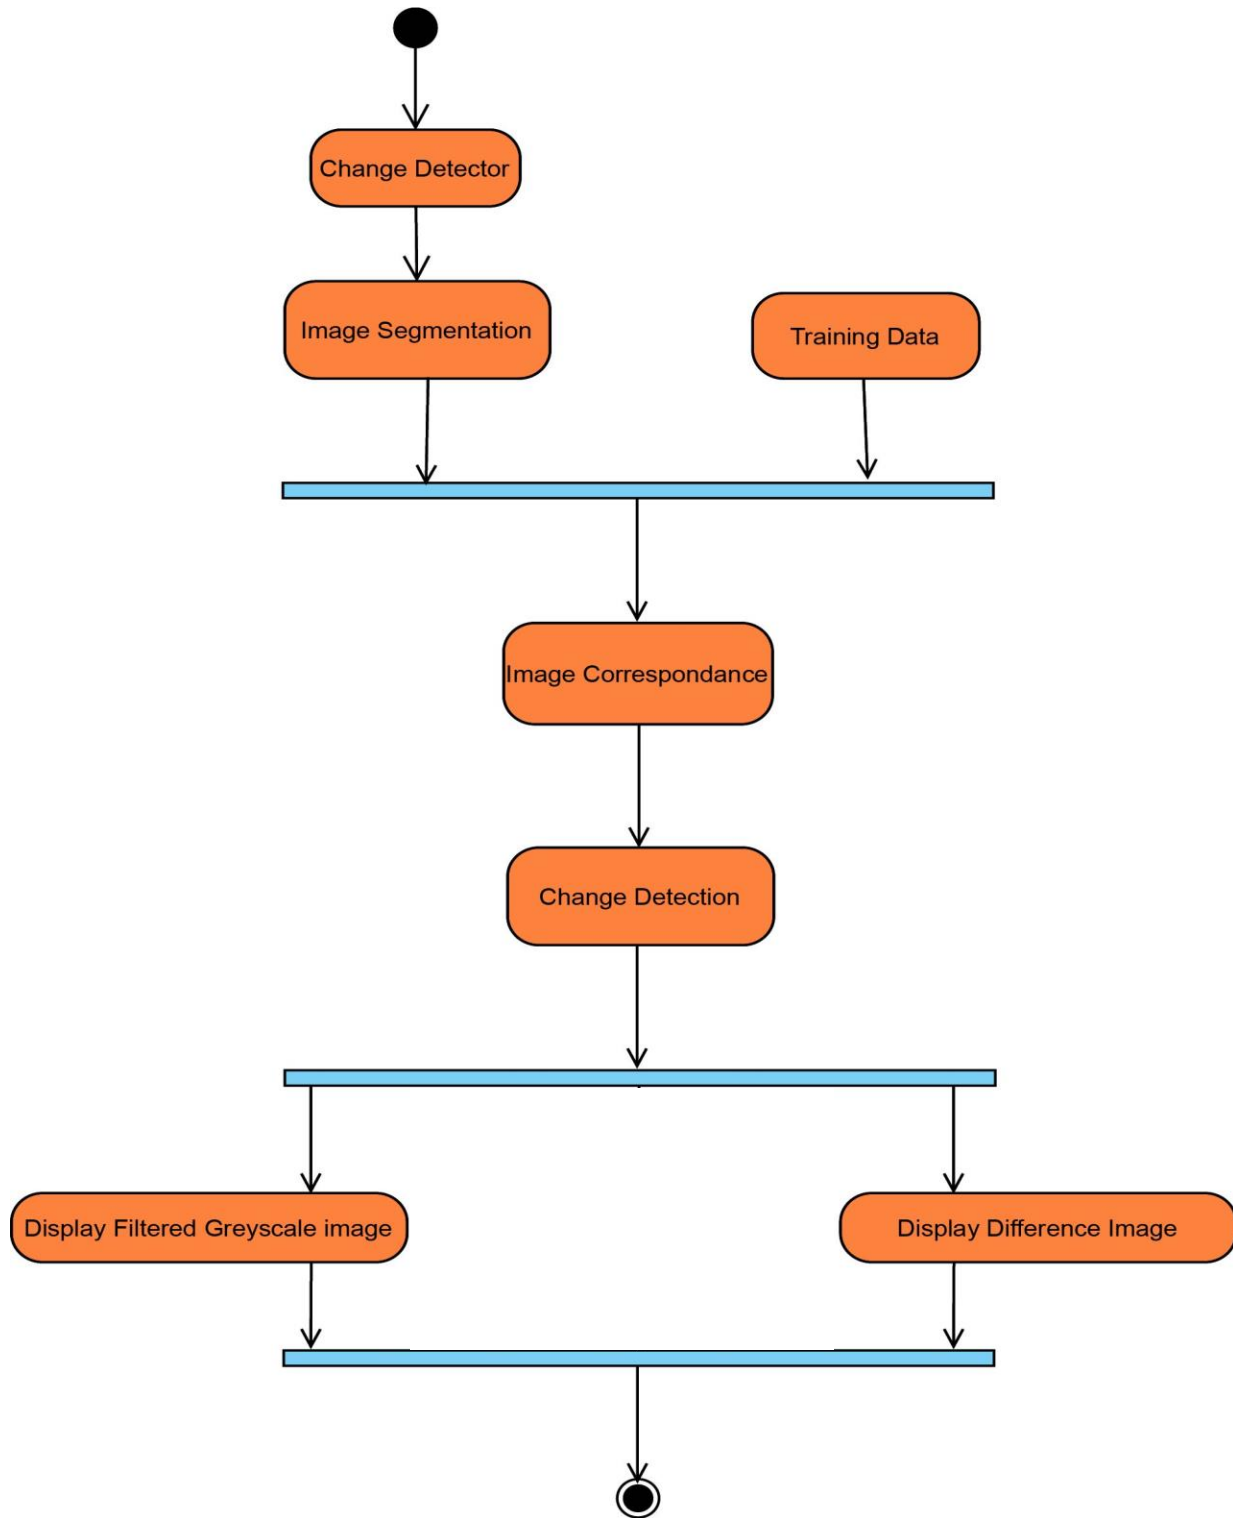 Change Detector
Image Segmentation
Training Data
Image Correspondance
Change Detection
Display Filtered Greyscale image
Display Difference Image